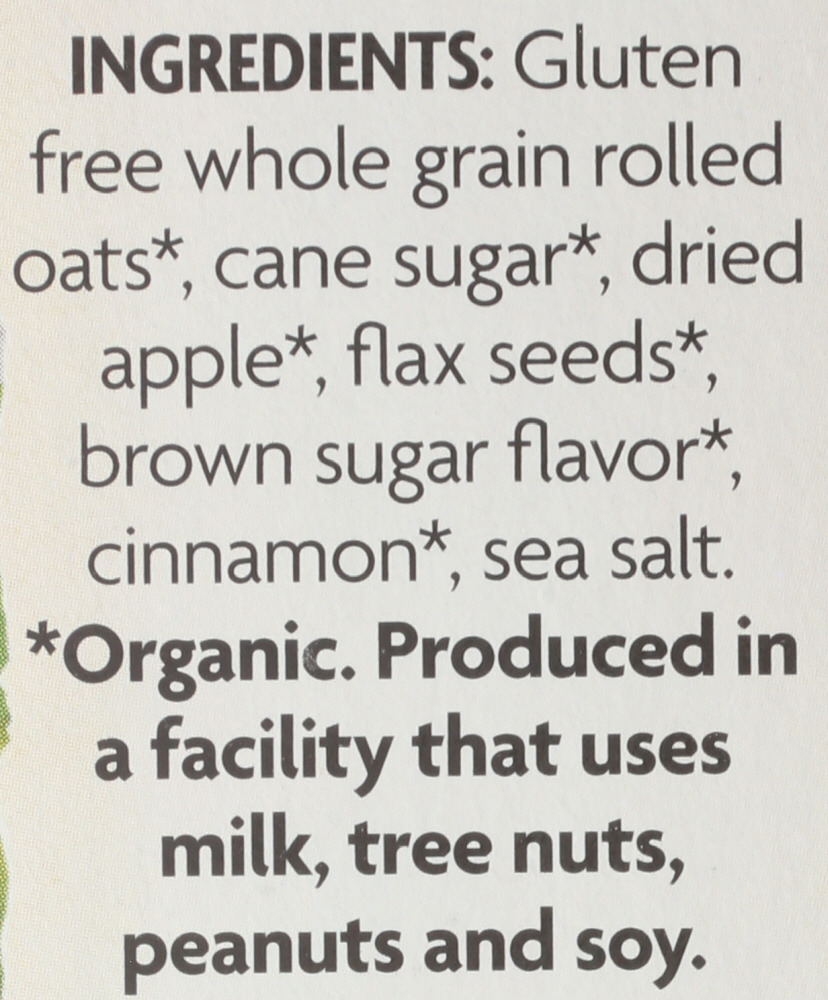 INGREDIENTS: Gluten
free whole grain rolled
oats*, cane sugar*, dried
apple*, flax seeds*,
brown sugar flavor*,
cinnamon*, sea salt.
*Organic. Produced in
a facility that uses
milk, tree nuts,
peanuts and soy.